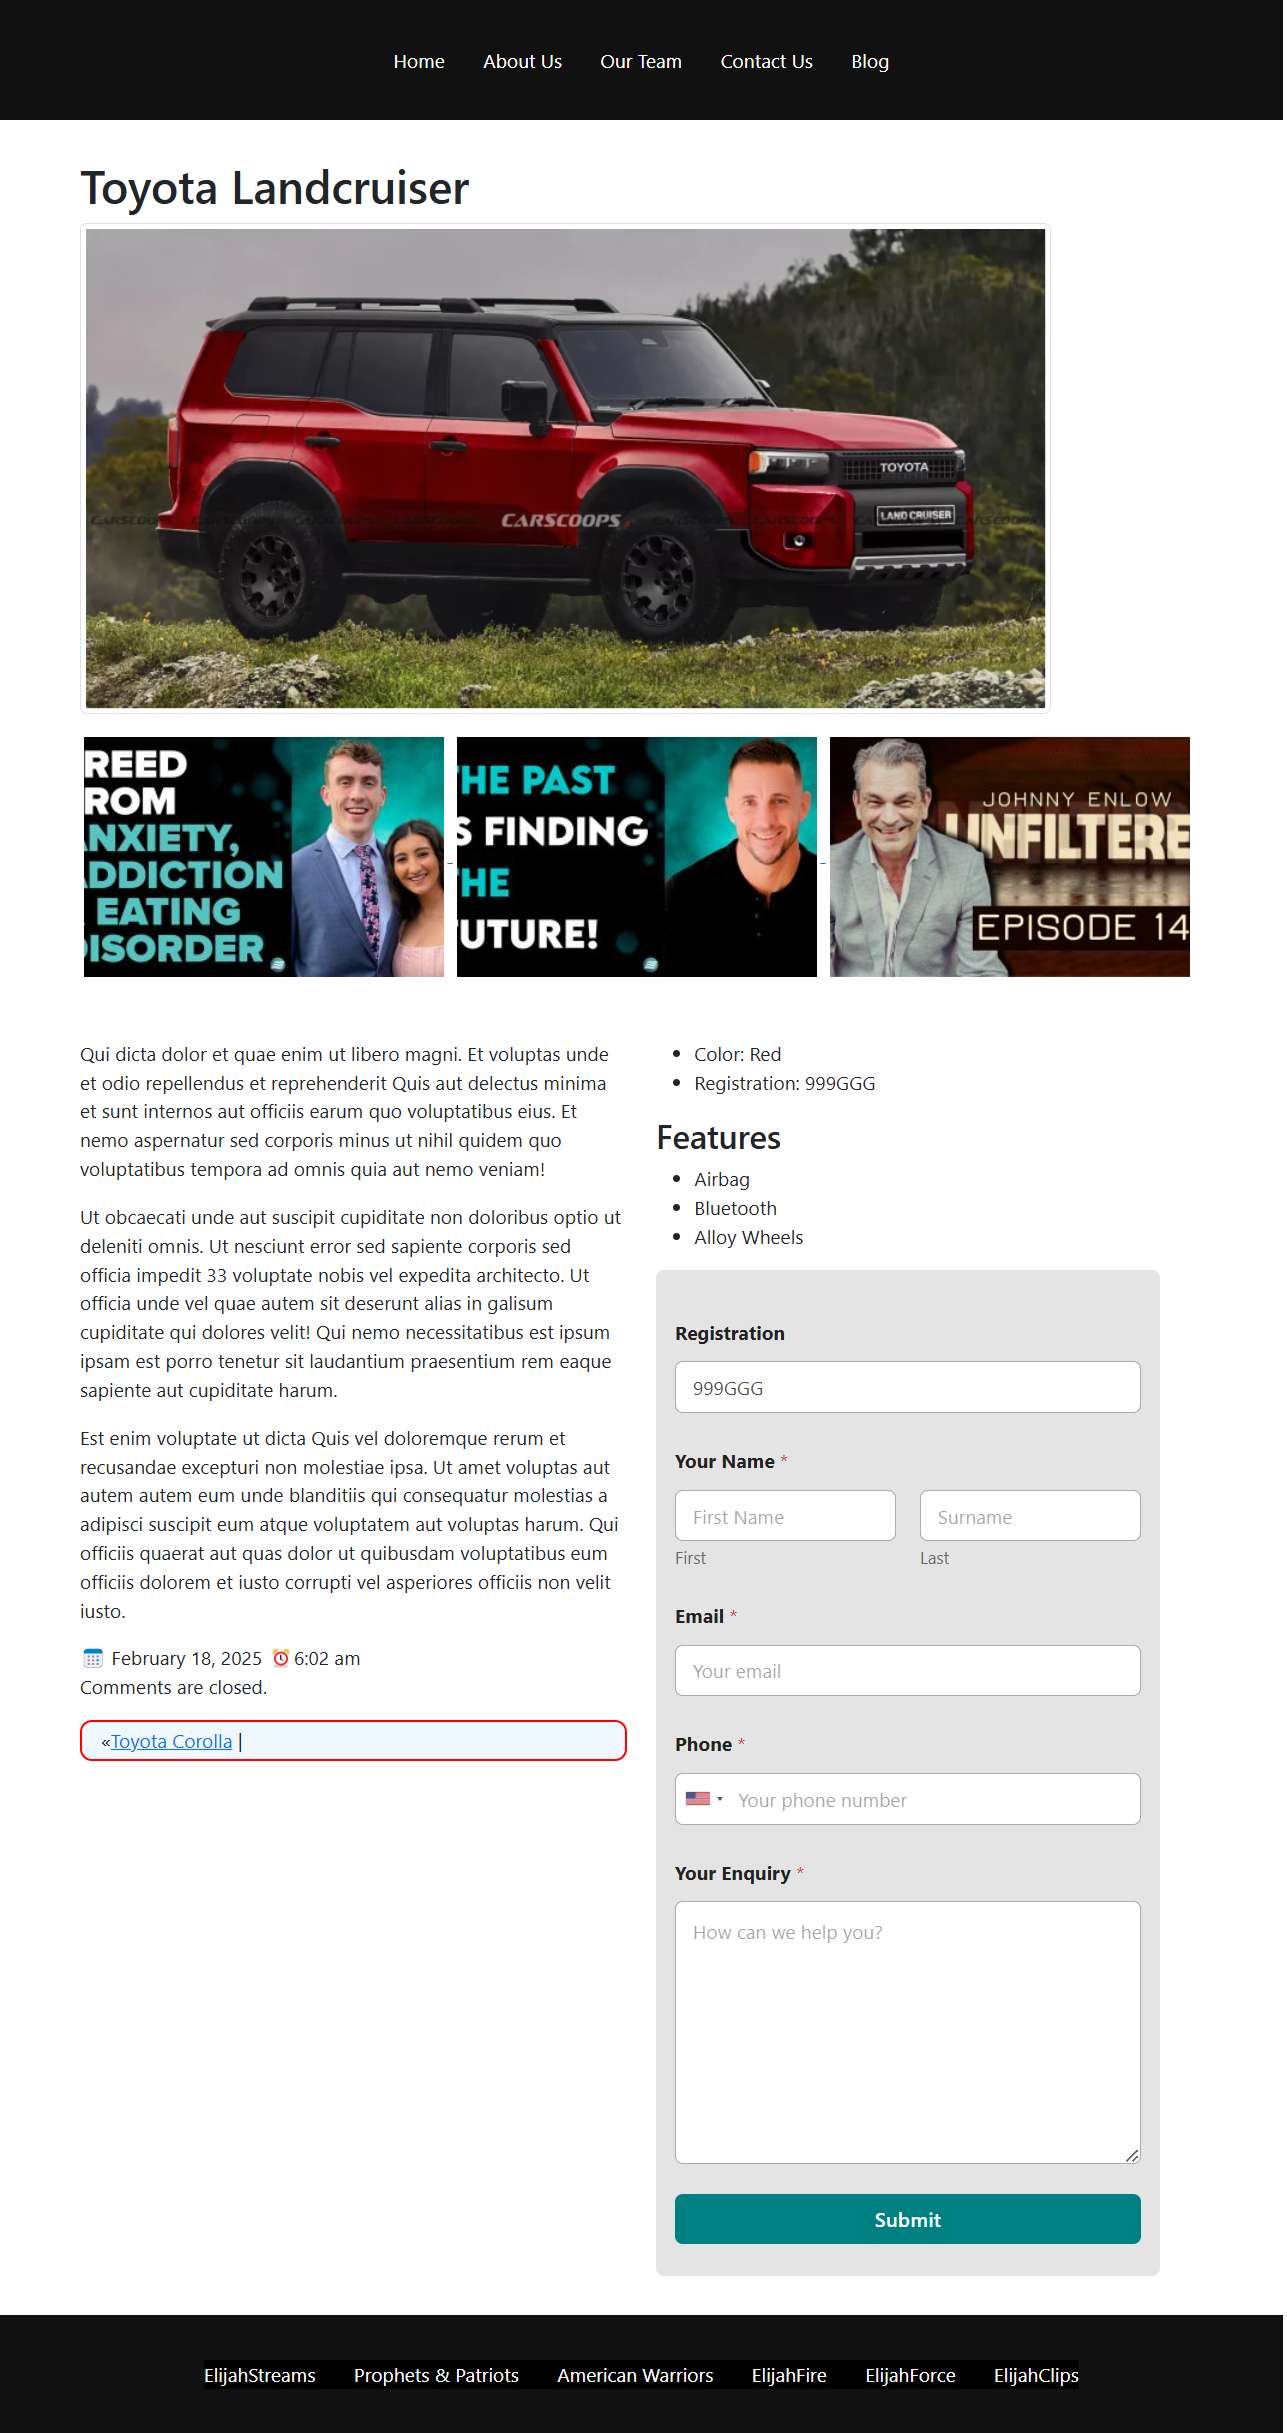 Home About Us Our Team Contact Us Blog
Toyota Landcruiser
TOYOTA
LAND CRUISER
CARSCOOPS
REED
ROM
ANXIETY,
ADDICTION
EATING
DISORDER
HE PAST
S FINDING
HE
UTURE!
JOHNNY ENLOW
UNFILTERE
EPISODE 14
Qui dicta dolor et quae enim ut libero magni. Et voluptas unde
et odio repellendus et reprehenderit Quis aut delectus minima
et sunt internos aut officiis earum quo voluptatibus eius. Et
nemo aspernatur sed corporis minus ut nihil quidem quo
voluptatibus tempora ad omnis quia aut nemo veniam!
Ut obcaecati unde aut suscipit cupiditate non doloribus optio ut
deleniti omnis. Ut nesciunt error sed sapiente corporis sed
officia impedit 33 voluptate nobis vel expedita architecto. Ut
officia unde vel quae autem sit deserunt alias in galisum
cupiditate qui dolores velit! Qui nemo necessitatibus est ipsum
ipsam est porro tenetur sit laudantium praesentium rem eaque
sapiente aut cupiditate harum.
Est enim voluptate ut dicta Quis vel doloremque rerum et
recusandae excepturi non molestiae ipsa. Ut amet voluptas aut
autem autem eum unde blanditiis qui consequatur molestias a
adipisci suscipit eum atque voluptatem aut voluptas harum. Qui
officiis quaerat aut quas dolor ut quibusdam voluptatibus eum
officiis dolorem et iusto corrupti vel asperiores officiis non velit
iusto.
February 18, 2025 6:02 am
Comments are closed.
«Toyota Corolla |
Color: Red
Registration: 999GGG
Features
Airbag
Bluetooth
Alloy Wheels
Registration
999GGG
Your Name *
First Name Surname
First Last
Email *
Your email
Phone *
Your phone number
Your Enquiry *
How can we help you?
Submit
ElijahStreams Prophets & Patriots American Warriors ElijahFire ElijahForce ElijahClips